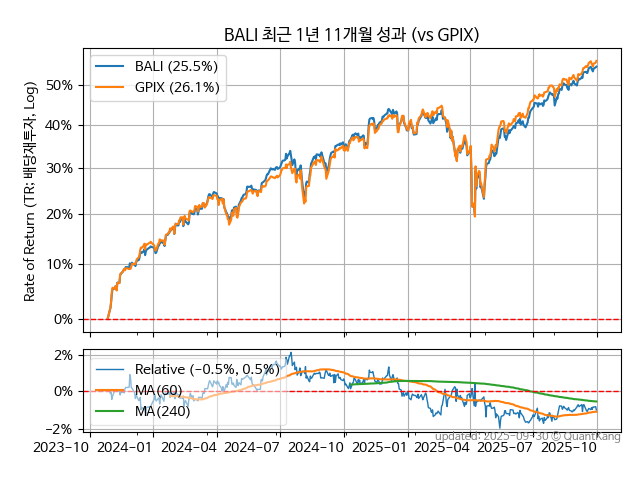 BALI 최근 1년 11개월 성과 (vs GPIX)
BALI (25.5%)
GPIX (26.1%)
Rate of Return (TR; 배당재투자, Log)
50%
40%
30%
20%
10%
0%
Relative (−0.5%, 0.5%)
MA(60)
MA(240)
2%
0%
−2%
2023-10 2024-01 2024-04 2024-07 2024-10 2025-01 2025-04 2025-07 2025-10
updated: 2025-09-30 © QuantKang